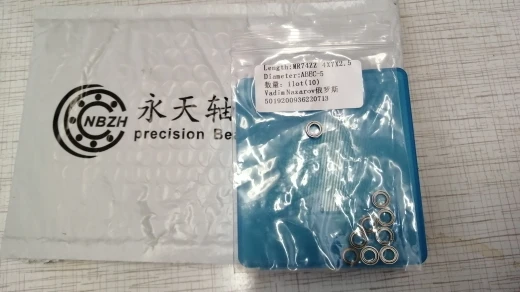 NBZH
永天轴
precision Be
Length:MR74ZZ 4X7X2.5
Diameter:ABEC-5
数量: 1lot(10)
Vadim Nazarov俄罗斯
5019200936220713